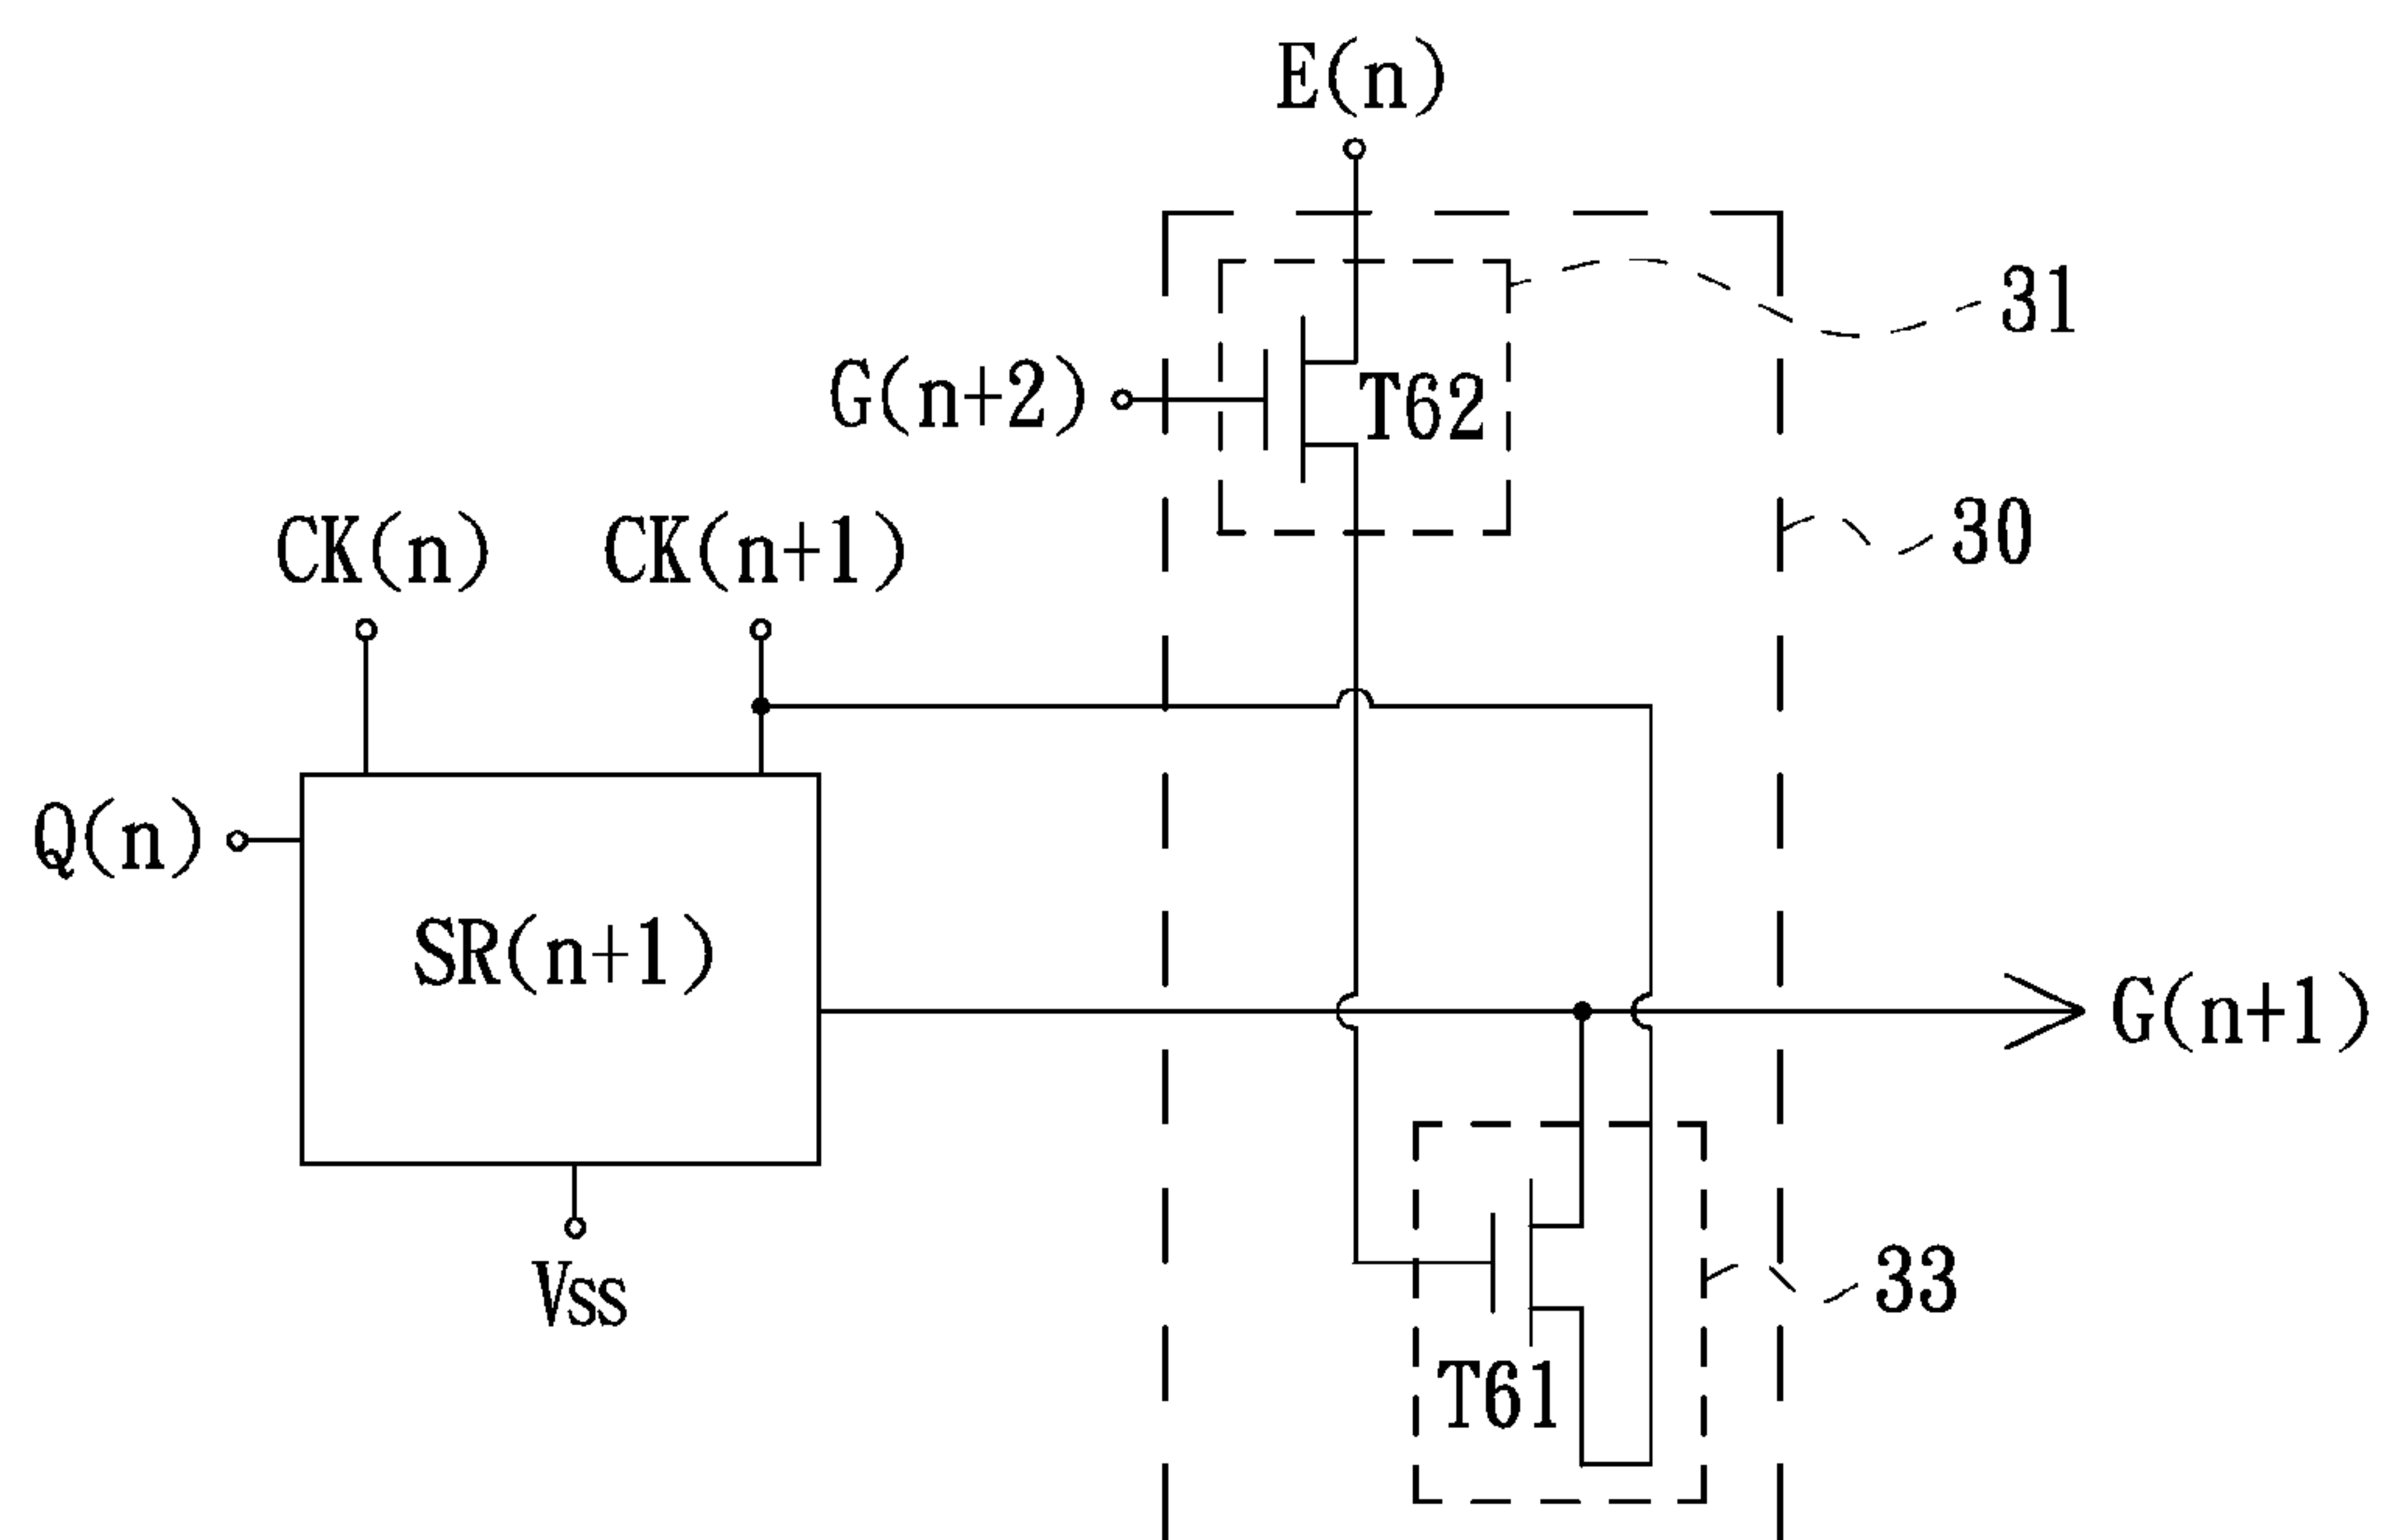 E(n)
31
G(n+2)
T62
CK(n)
CK(n+1)
30
Q(n)
SR(n+1)
G(n+1)
Vss
33
T61